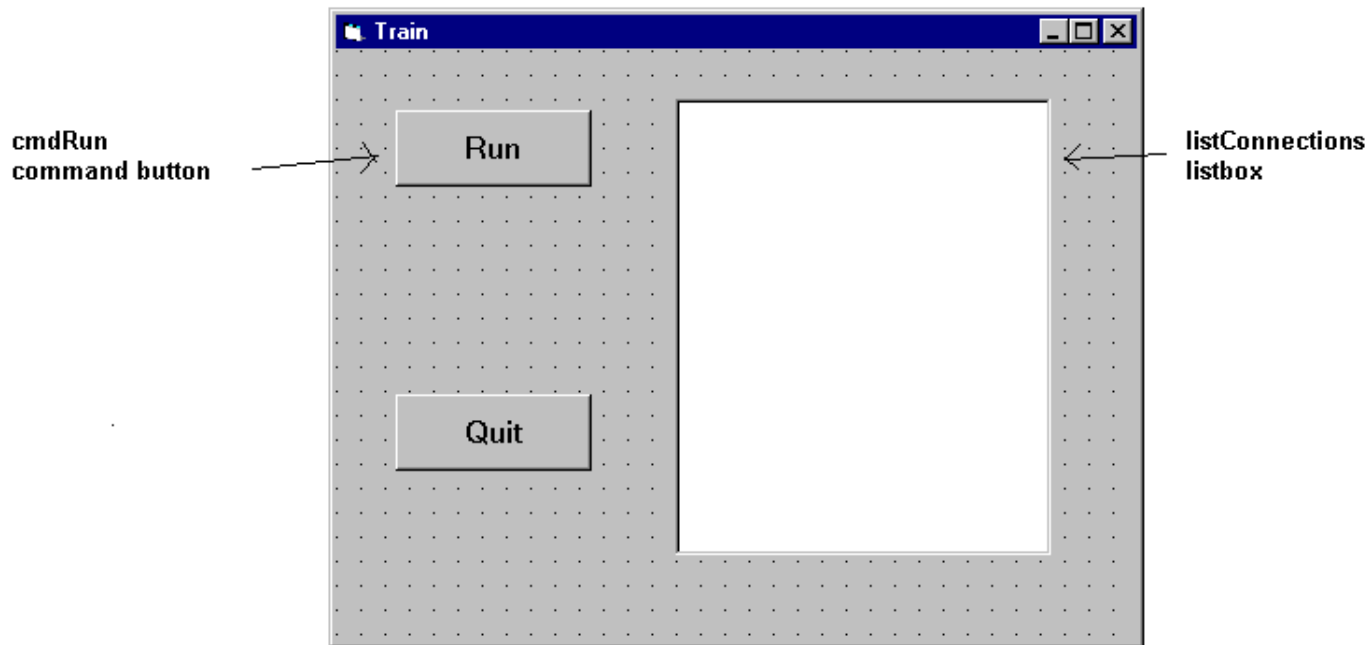 Train
cmdRun
command button
Run
listConnections
listbox
Quit